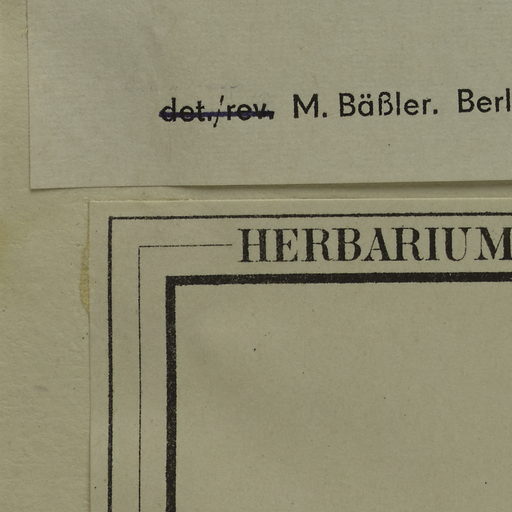 det./rev. M. Bäßler. Berl
HERBARIUM